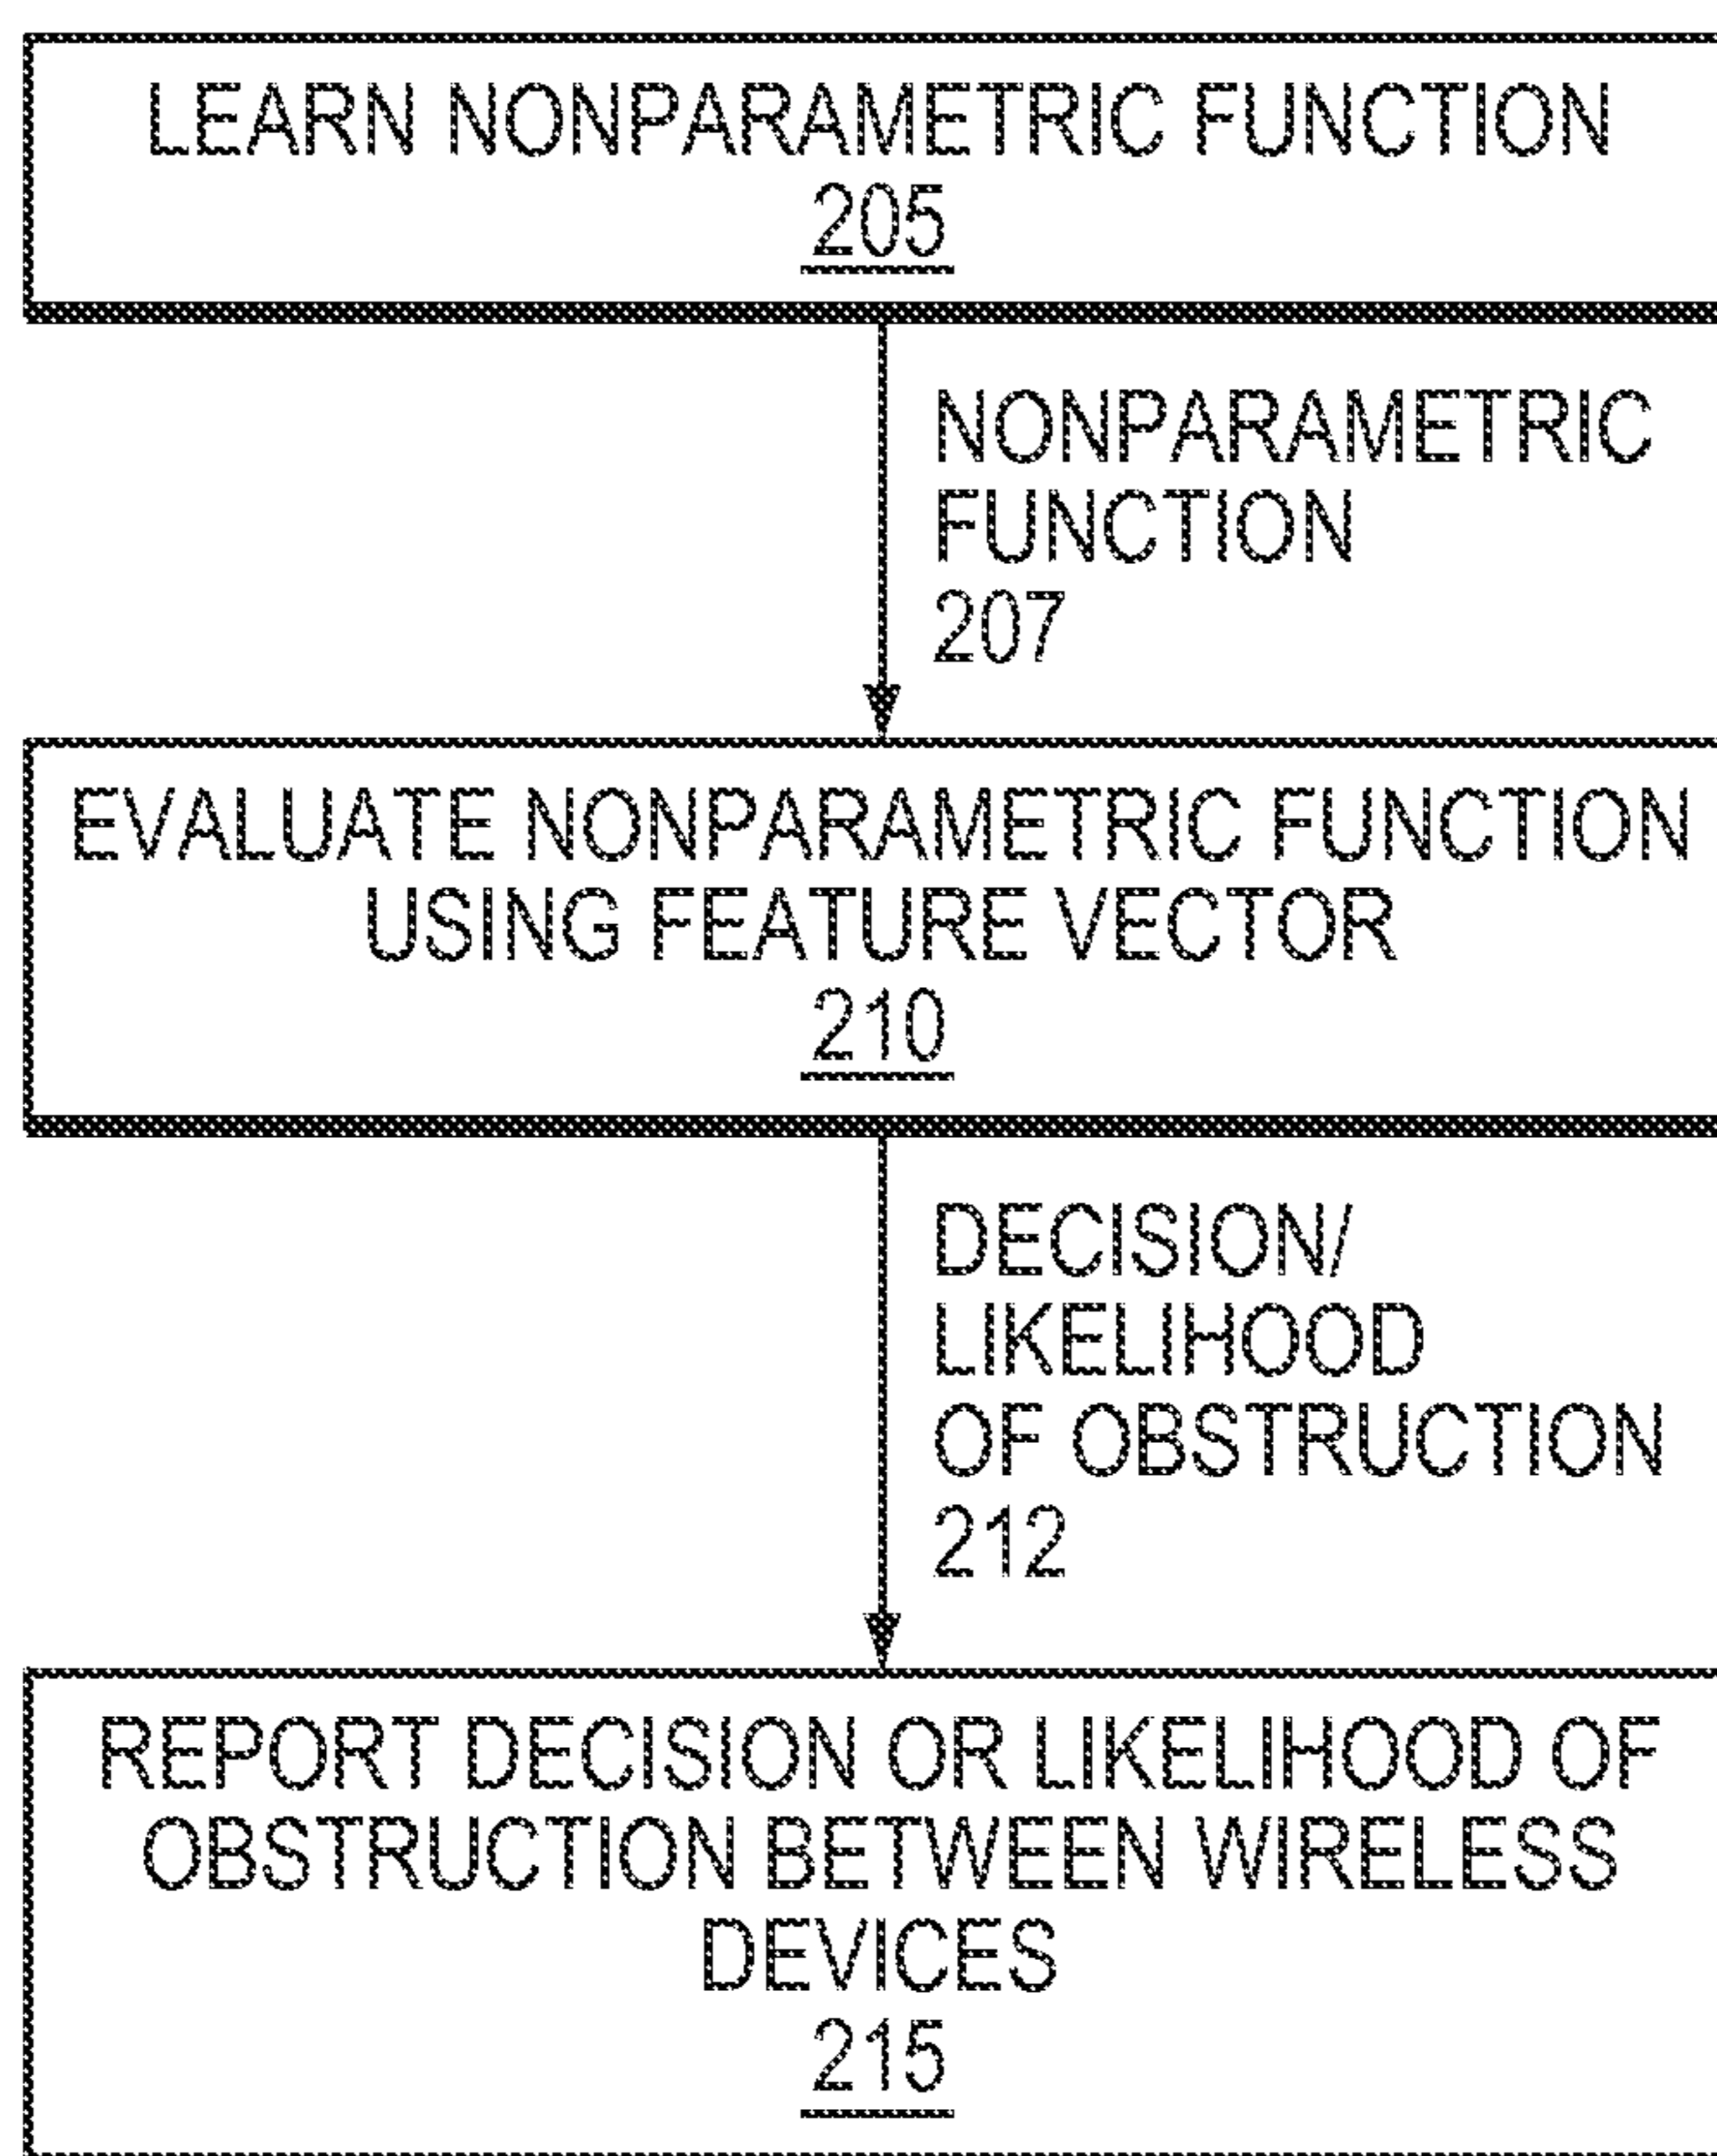 LEARN NONPARAMETRIC FUNCTION
205
NONPARAMETRIC
FUNCTION
207
EVALUATE NONPARAMETRIC FUNCTION
USING FEATURE VECTOR
210
DECISION/
LIKELIHOOD
OF OBSTRUCTION
212
REPORT DECISION OR LIKELIHOOD OF
OBSTRUCTION BETWEEN WIRELESS
DEVICES
215